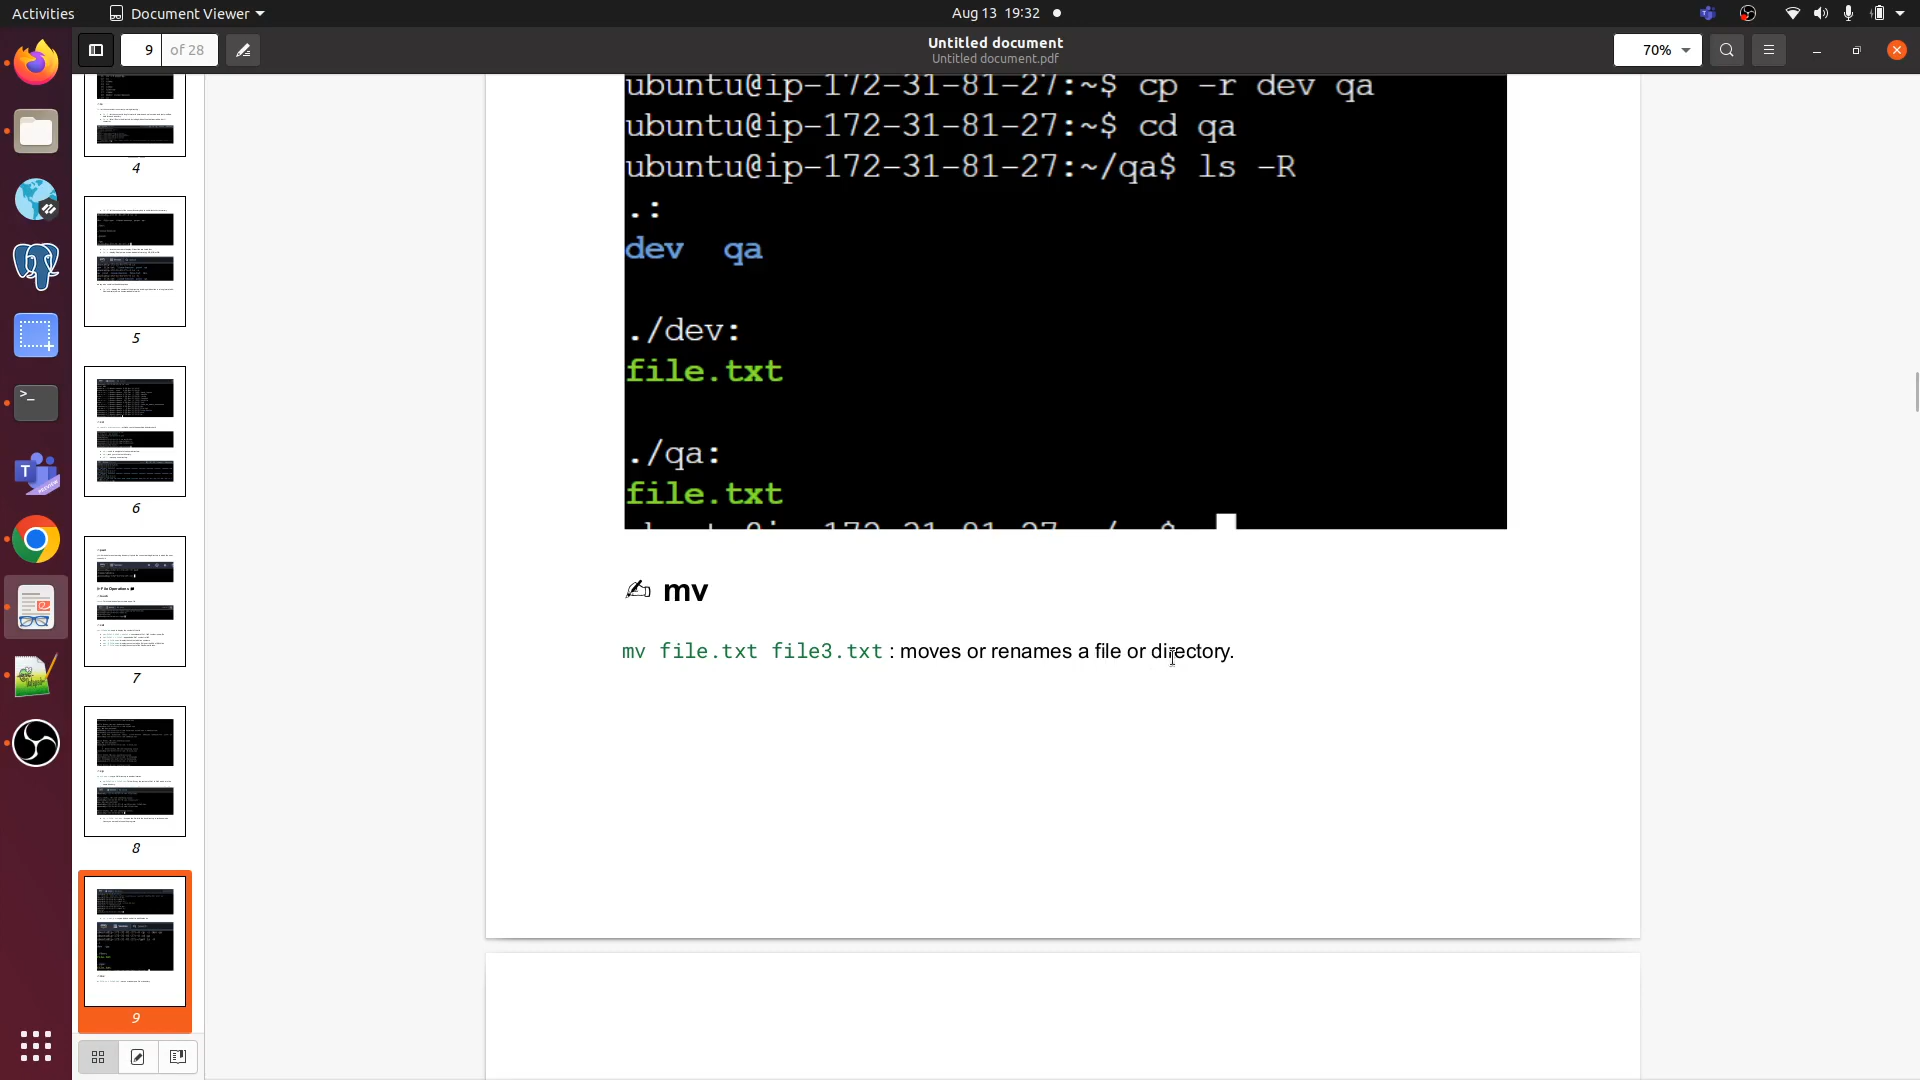 Activities
Document Viewer
Aug 13 19:32
9 of 28
Untitled document
Untitled document.pdf
70%
4
5
6
7
8
9
ubuntu@ip-172-31-81-27:~$ cp -r dev qa
ubuntu@ip-172-31-81-27:~$ cd qa
ubuntu@ip-172-31-81-27:~/qa$ ls -R
.:
dev qa
./dev:
file.txt
./qa:
file.txt
✍ mv
mv file.txt file3.txt : moves or renames a file or directory.